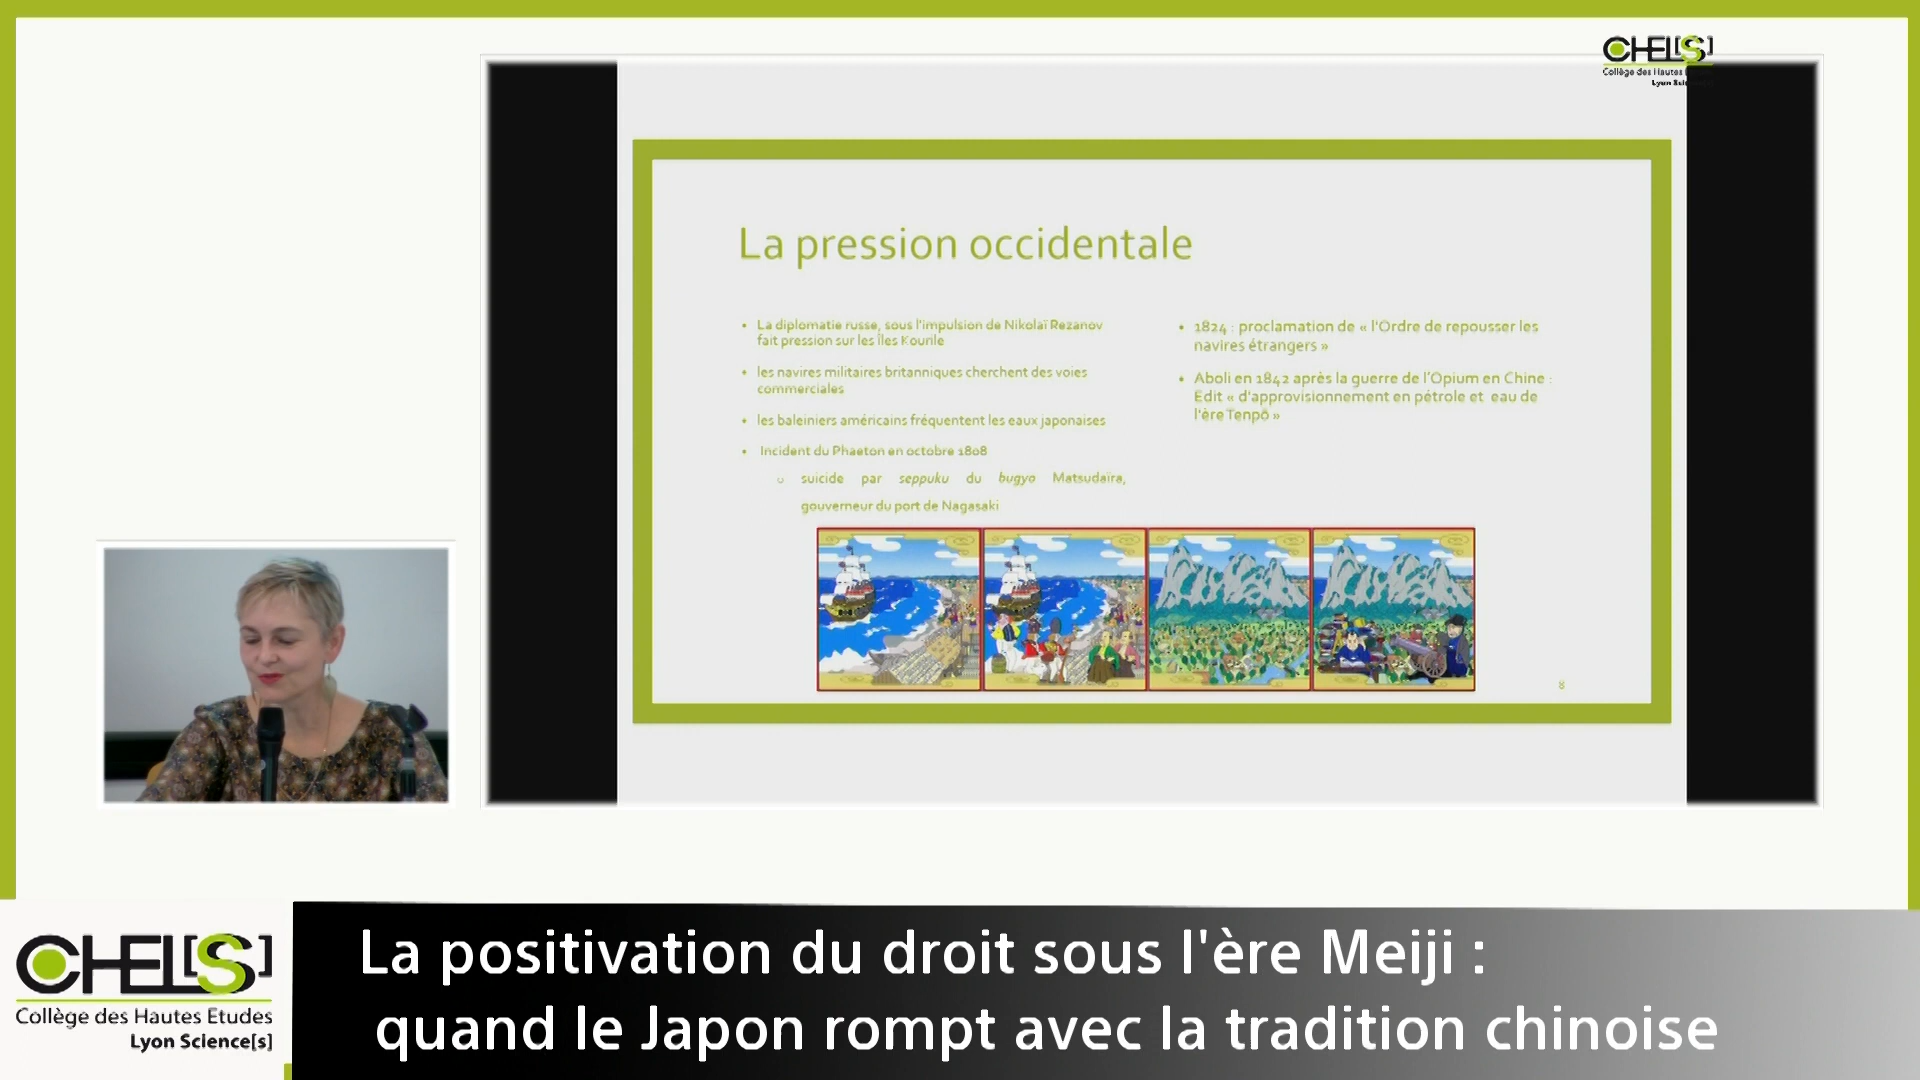 CHEL[S]
Collège des Hautes
Lyon
La pression occidentale
• La diplomatie russe, sous l'impulsion de Nikolaï Rezanov
fait pression sur les Îles Kourile
• les navires militaires britanniques cherchent des voies
commerciales
• les baleiniers américains fréquentent les eaux japonaises
• Incident du Phaeton en octobre 1808
o suicide par seppuku du bugyo Matsudaïra,
gouverneur du port de Nagasaki
• 1824 : proclamation de « l'Ordre de repousser les
navires étrangers »
• Aboli en 1842 après la guerre de l'Opium en Chine :
Edit « d'approvisionnement en pétrole et eau de
l'ère Tenpō »
8
CHEL[S]
Collège des Hautes Etudes
Lyon Science[s]
La positivation du droit sous l'ère Meiji :
quand le Japon rompt avec la tradition chinoise